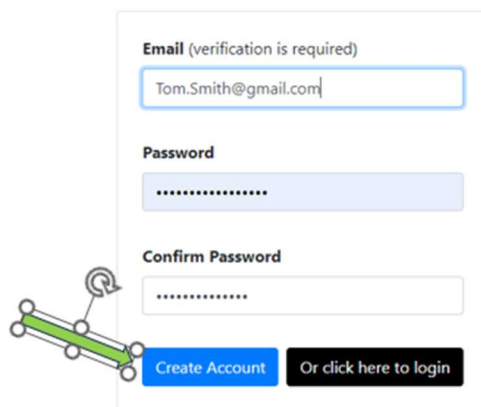 Email (verification is required)
Tom.Smith@gmail.com
Password
•••••••••••••••••
Confirm Password
••••••••••••••
Create Account Or click here to login